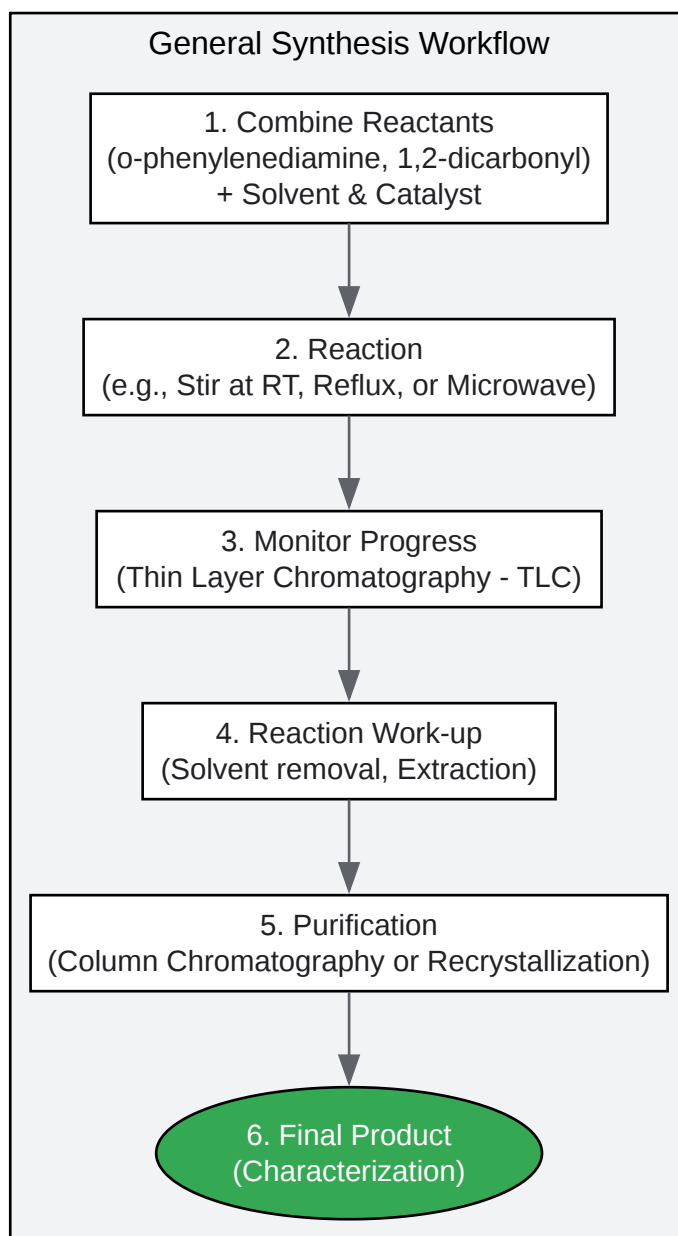 General Synthesis Workflow
1. Combine Reactants
(o-phenylenediamine, 1,2-dicarbonyl)
+ Solvent & Catalyst
2. Reaction
(e.g., Stir at RT, Reflux, or Microwave)
3. Monitor Progress
(Thin Layer Chromatography - TLC)
4. Reaction Work-up
(Solvent removal, Extraction)
5. Purification
(Column Chromatography or Recrystallization)
6. Final Product
(Characterization)